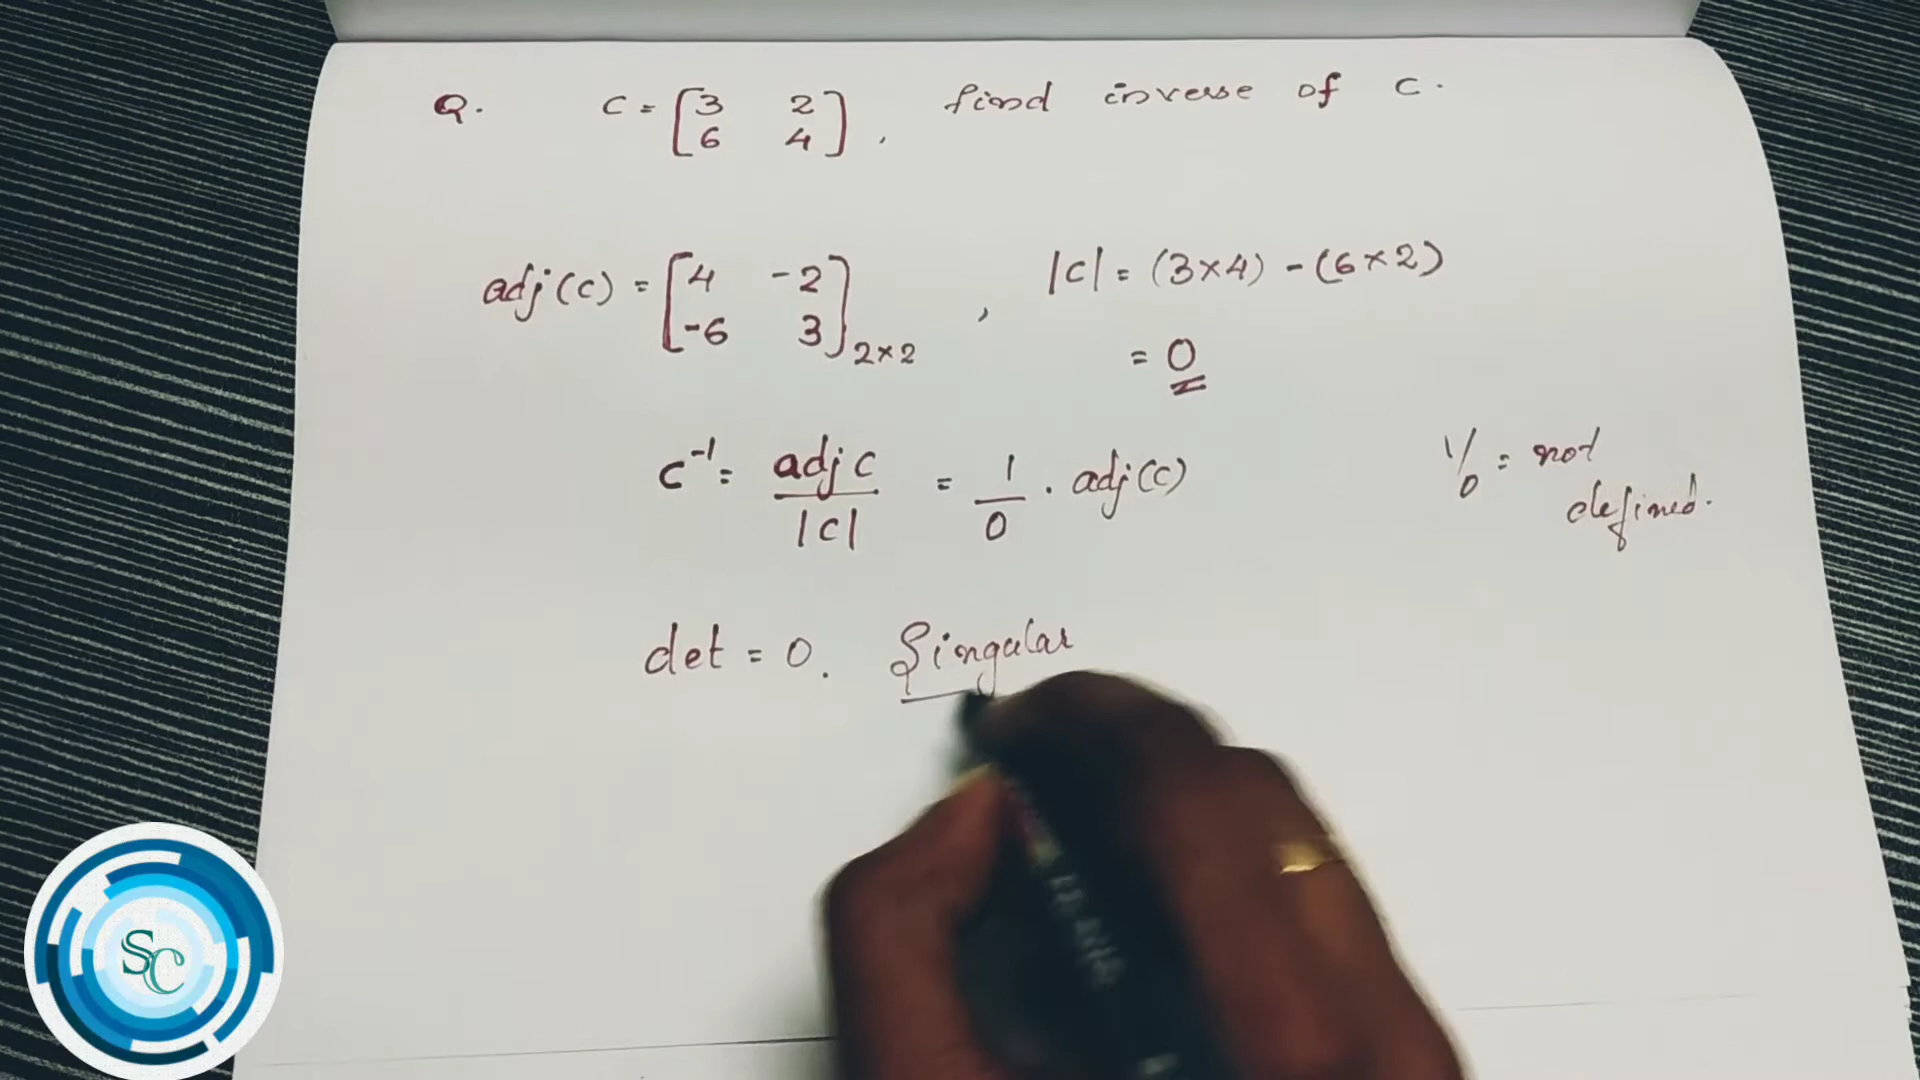 Q. C = [3 2
6 4], find inverse of C.
adj(C) = [4 -2
-6 3]2×2 , |C| = (3×4) - (6×2)
= 0
C⁻¹ = adj C / |C| = 1/0 . adj(C)
1/0 = not
defined.
det = 0. Singular
SC